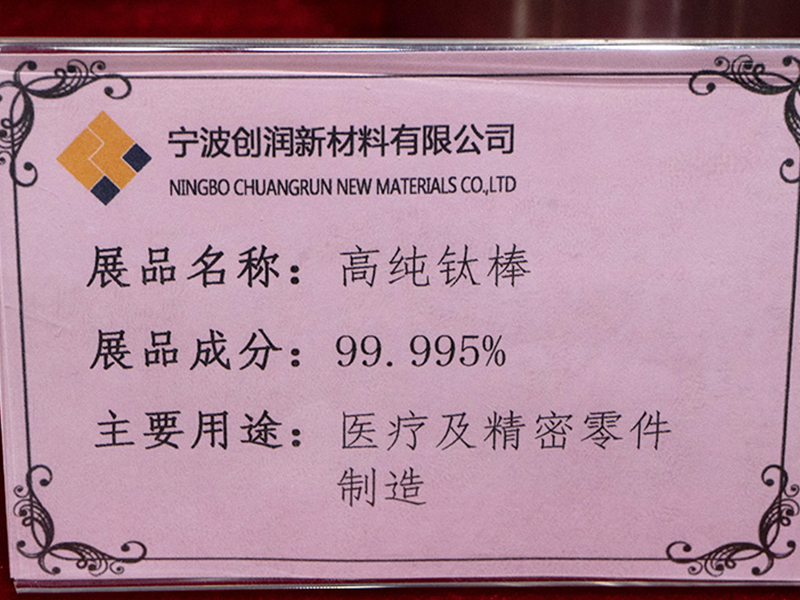 宁波创润新材料有限公司
NINGBO CHUANGRUN NEW MATERIALS CO.,LTD
展品名称：高纯钛棒
展品成分：99.995%
主要用途：医疗及精密零件
制造